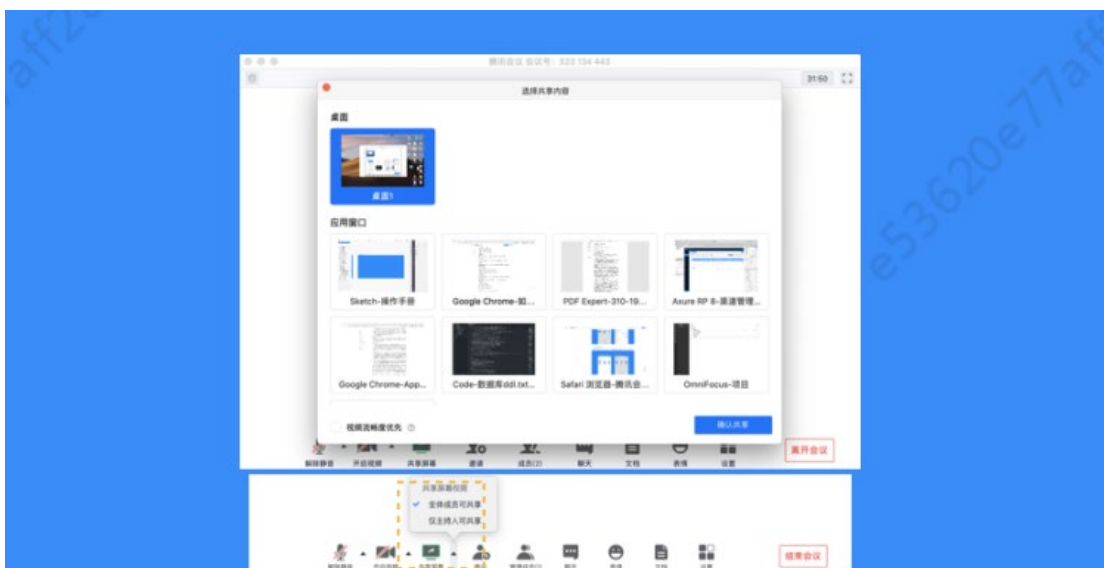 腾讯会议 会议号：523 134 443
31:50
选择共享内容
桌面
桌面1
应用窗口
Sketch-操作手册
Google Chrome-如...
PDF Expert-310-19...
Axure RP 8-渠道管理...
Google Chrome-App...
Code-数据库ddl.txt...
Safari 浏览器-腾讯会...
OmniFocus-项目
视频流畅度优先
确认共享
解除静音 开启视频 共享屏幕 邀请 成员(2) 聊天 文档 表情 设置 离开会议
共享屏幕权限
全体成员可共享
仅主持人可共享
结束会议
e53620e77aff